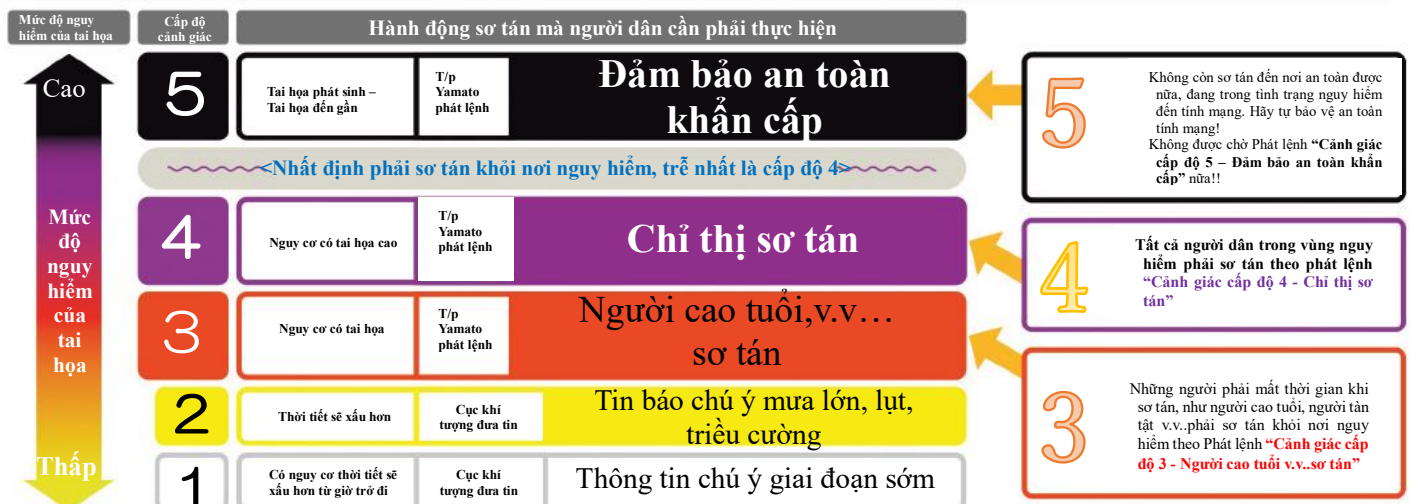 Mức độ nguy
hiểm của tai họa
Cấp độ
cảnh giác
Hành động sơ tán mà người dân cần phải thực hiện
Cao
Mức
độ
nguy
hiểm
của
tai
họa
Thấp
5
Tai họa phát sinh –
Tai họa đến gần
T/p
Yamato
phát lệnh
Đảm bảo an toàn
khẩn cấp
<Nhất định phải sơ tán khỏi nơi nguy hiểm, trễ nhất là cấp độ 4>
4
Nguy cơ có tai họa cao
T/p
Yamato
phát lệnh
Chỉ thị sơ tán
3
Nguy cơ có tai họa
T/p
Yamato
phát lệnh
Người cao tuổi,v.v…
sơ tán
2
Thời tiết sẽ xấu hơn
Cục khí
tượng đưa tin
Tin báo chú ý mưa lớn, lụt,
triều cường
1
Có nguy cơ thời tiết sẽ
xấu hơn từ giờ trở đi
Cục khí
tượng đưa tin
Thông tin chú ý giai đoạn sớm
5
Không còn sơ tán đến nơi an toàn được
nữa, đang trong tình trạng nguy hiểm
đến tính mạng. Hãy tự bảo vệ an toàn
tính mạng!
Không được chờ Phát lệnh “Cảnh giác
cấp độ 5 – Đảm bảo an toàn khẩn
cấp” nữa!!
4
Tất cả người dân trong vùng nguy
hiểm phải sơ tán theo phát lệnh
“Cảnh giác cấp độ 4 - Chỉ thị sơ
tán”
3
Những người phải mất thời gian khi
sơ tán, như người cao tuổi, người tàn
tật v.v..phải sơ tán khỏi nơi nguy
hiểm theo Phát lệnh “Cảnh giác cấp
độ 3 - Người cao tuổi v.v..sơ tán”